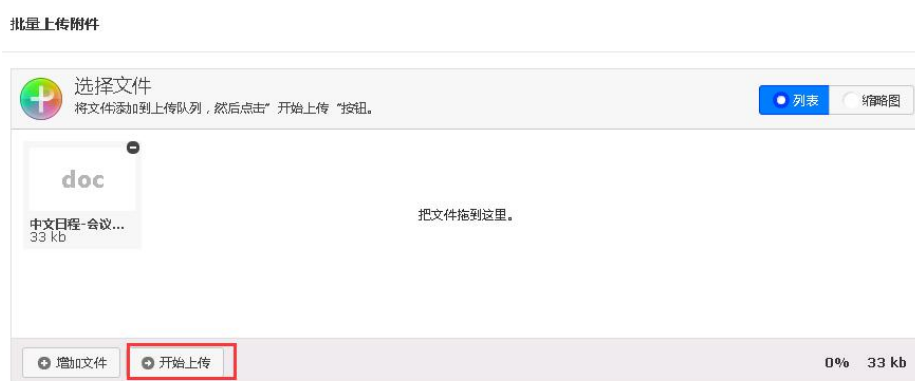 批量上传附件
选择文件
将文件添加到上传队列，然后点击“开始上传”按钮。
列表
缩略图
doc
中文日程-会议...
33 kb
把文件拖到这里。
增加文件
开始上传
0%
33 kb